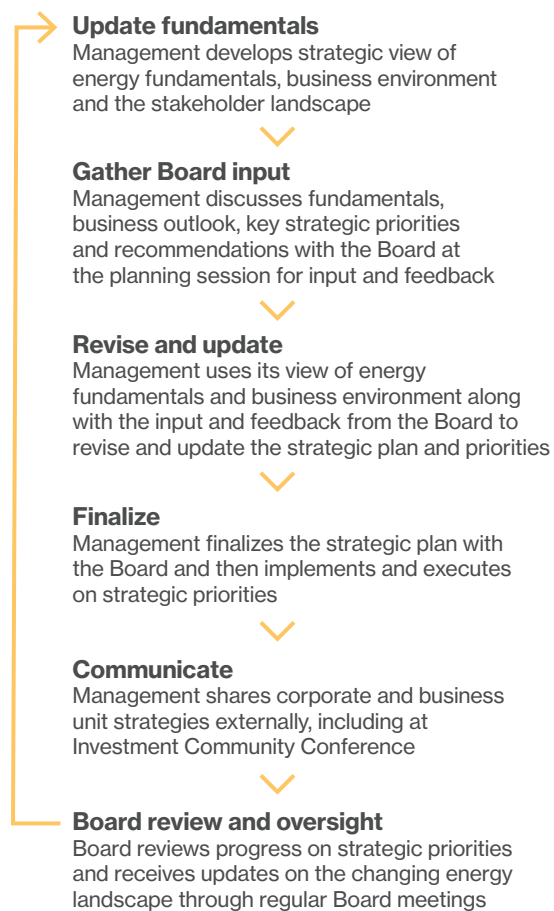 Update fundamentals
Management develops strategic view of
energy fundamentals, business environment
and the stakeholder landscape
Gather Board input
Management discusses fundamentals,
business outlook, key strategic priorities
and recommendations with the Board at
the planning session for input and feedback
Revise and update
Management uses its view of energy
fundamentals and business environment along
with the input and feedback from the Board to
revise and update the strategic plan and priorities
Finalize
Management finalizes the strategic plan with
the Board and then implements and executes
on strategic priorities
Communicate
Management shares corporate and business
unit strategies externally, including at
Investment Community Conference
Board review and oversight
Board reviews progress on strategic priorities
and receives updates on the changing energy
landscape through regular Board meetings